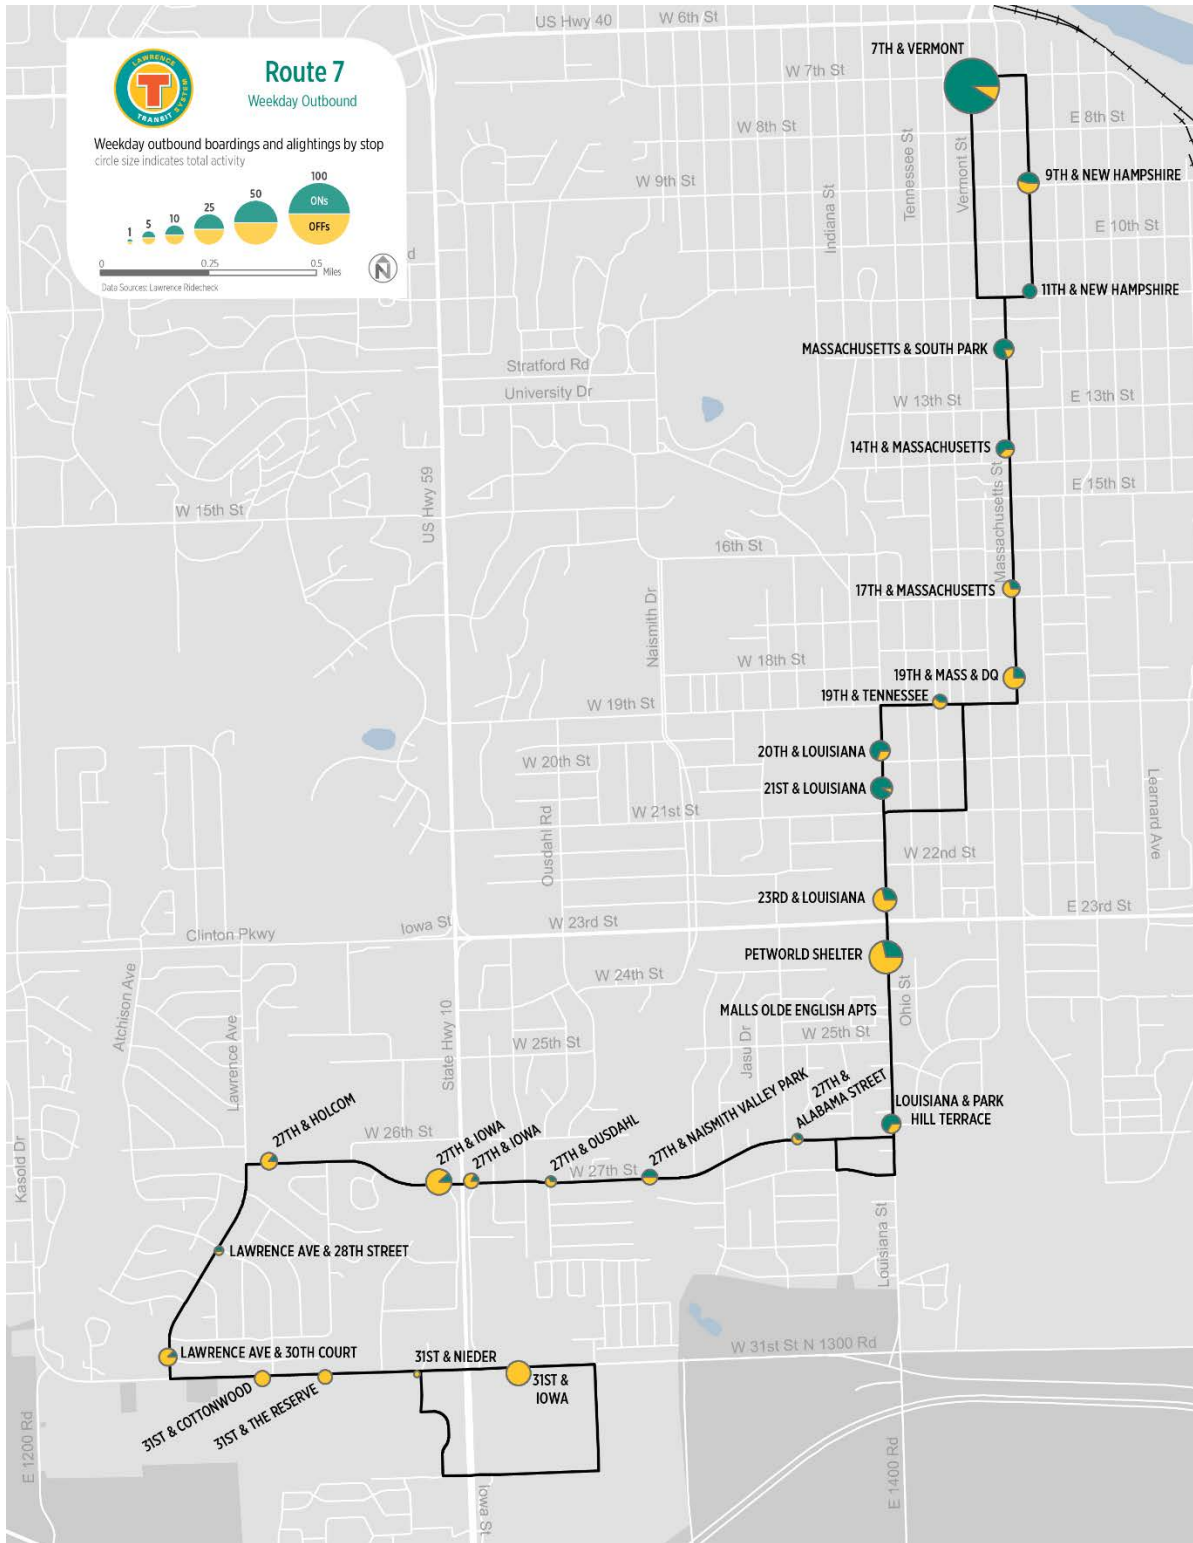 LAWRENCE
T
TRANSIT SYSTEM
Route 7
Weekday Outbound
Weekday outbound boardings and alightings by stop
circle size indicates total activity
1
5
10
25
50
100
ONs
OFFs
0
0.25
0.5
Miles
N
Data Sources: Lawrence Ridecheck
d
US Hwy 40
W 6th St
7TH & VERMONT
W 7th St
W 8th St
E 8th St
W 9th St
9TH & NEW HAMPSHIRE
Tennessee St
Vermont St
Indiana St
E 10th St
11TH & NEW HAMPSHIRE
MASSACHUSETTS & SOUTH PARK
Stratford Rd
University Dr
W 13th St
E 13th St
14TH & MASSACHUSETTS
US Hwy 59
W 15th St
E 15th St
Massachusetts St
16th St
17TH & MASSACHUSETTS
Naismith Dr
W 18th St
19TH & MASS & DQ
19TH & TENNESSEE
W 19th St
20TH & LOUISIANA
W 20th St
21ST & LOUISIANA
W 21st St
Ousdahl Rd
Learnard Ave
W 22nd St
23RD & LOUISIANA
E 23rd St
Iowa St
W 23rd St
Clinton Pkwy
PETWORLD SHELTER
W 24th St
Atchison Ave
Ohio St
MALLS OLDE ENGLISH APTS
State Hwy 10
W 25th St
Jasu Dr
W 25th St
Lawrence Ave
27TH &
ALABAMA STREET
LOUISIANA & PARK
HILL TERRACE
27TH & HOLCOM
W 26th St
27TH & IOWA
27TH & IOWA
27TH & OUSDAHL
W 27th St
27TH & NAISMITH VALLEY PARK
Kasold Dr
Louisiana St
LAWRENCE AVE & 28TH STREET
LAWRENCE AVE & 30TH COURT
31ST & NIEDER
W 31st St N 1300 Rd
31ST &
IOWA
31ST & COTTONWOOD
31ST & THE RESERVE
E 1200 Rd
E 1400 Rd
Iowa St